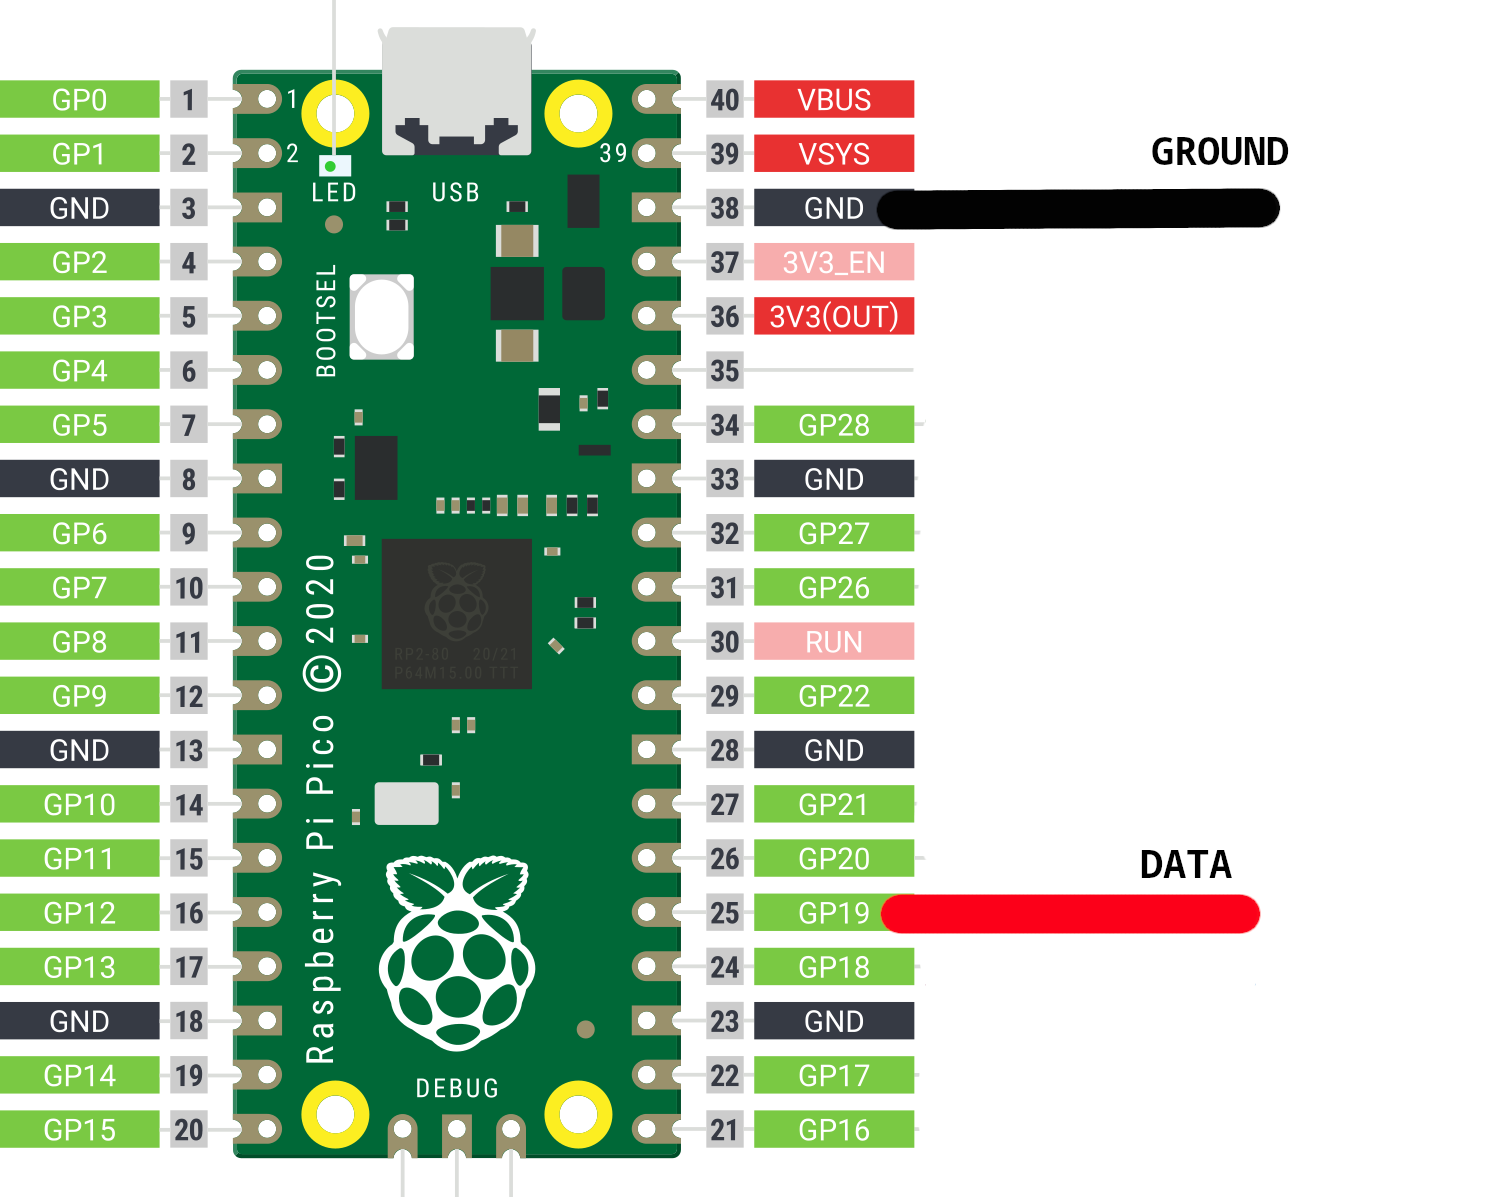 GP0 1 1 40 VBUS
GROUND
GP1 2 2 39 39 VSYS
LED USB
GND 3 38 GND
GP2 4 37 3V3_EN
GP3 5 36 3V3(OUT)
BOOTSEL
GP4 6 35
GP5 7 34 GP28
GND 8 33 GND
GP6 9 32 GP27
GP7 10 31 GP26
GP8 11 30 RUN
RP2-80 20/21
P64M15.00 TTT
GP9 12 29 GP22
GND 13 28 GND
GP10 14 27 GP21
Raspberry Pi Pico © 2020
GP11 15 26 GP20
DATA
GP12 16 25 GP19
GP13 17 24 GP18
GND 18 23 GND
GP14 19 22 GP17
DEBUG
GP15 20 21 GP16